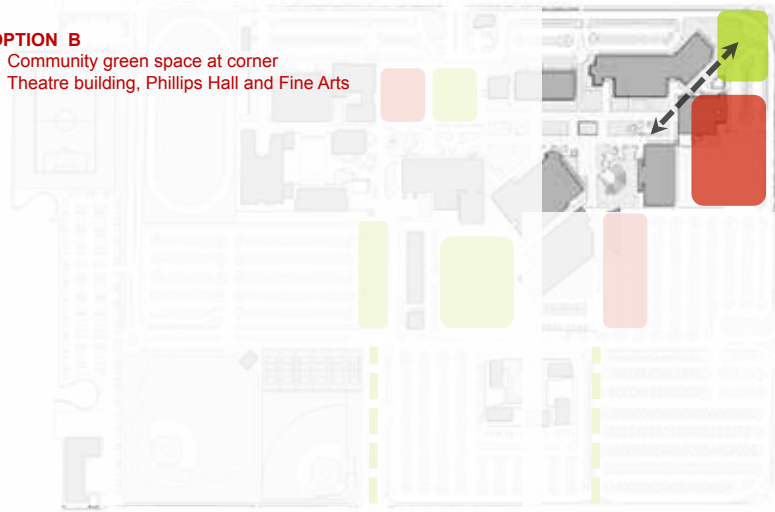 OPTION B
Community green space at corner
Theatre building, Phillips Hall and Fine Arts